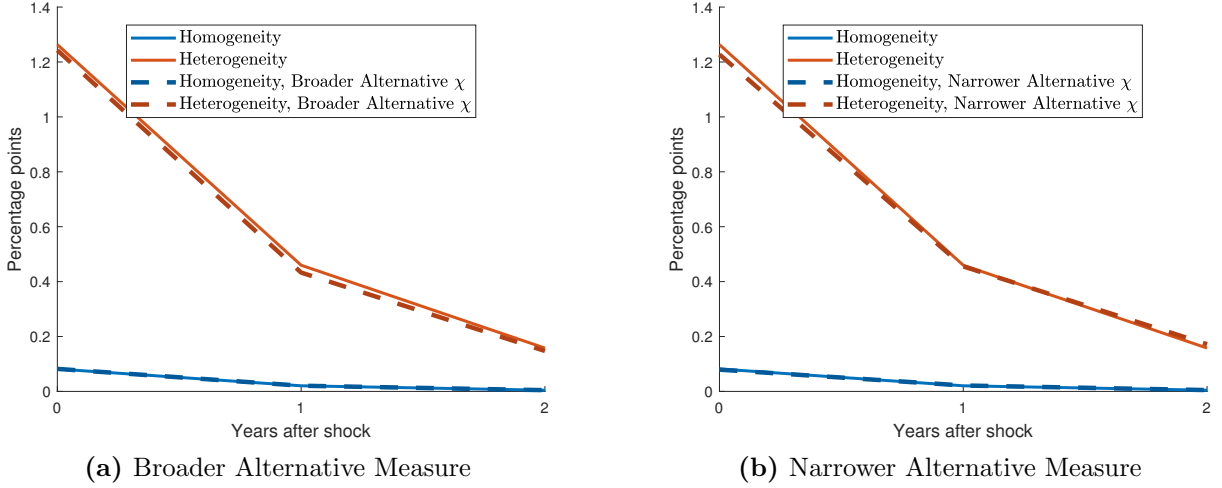 1.4
1.2
1
0.8
0.6
0.4
0.2
0
Percentage points
Homogeneity
Heterogeneity
Homogeneity, Broader Alternative χ
Heterogeneity, Broader Alternative χ
0 1 2
Years after shock
(a) Broader Alternative Measure
1.4
1.2
1
0.8
0.6
0.4
0.2
0
Percentage points
Homogeneity
Heterogeneity
Homogeneity, Narrower Alternative χ
Heterogeneity, Narrower Alternative χ
0 1 2
Years after shock
(b) Narrower Alternative Measure